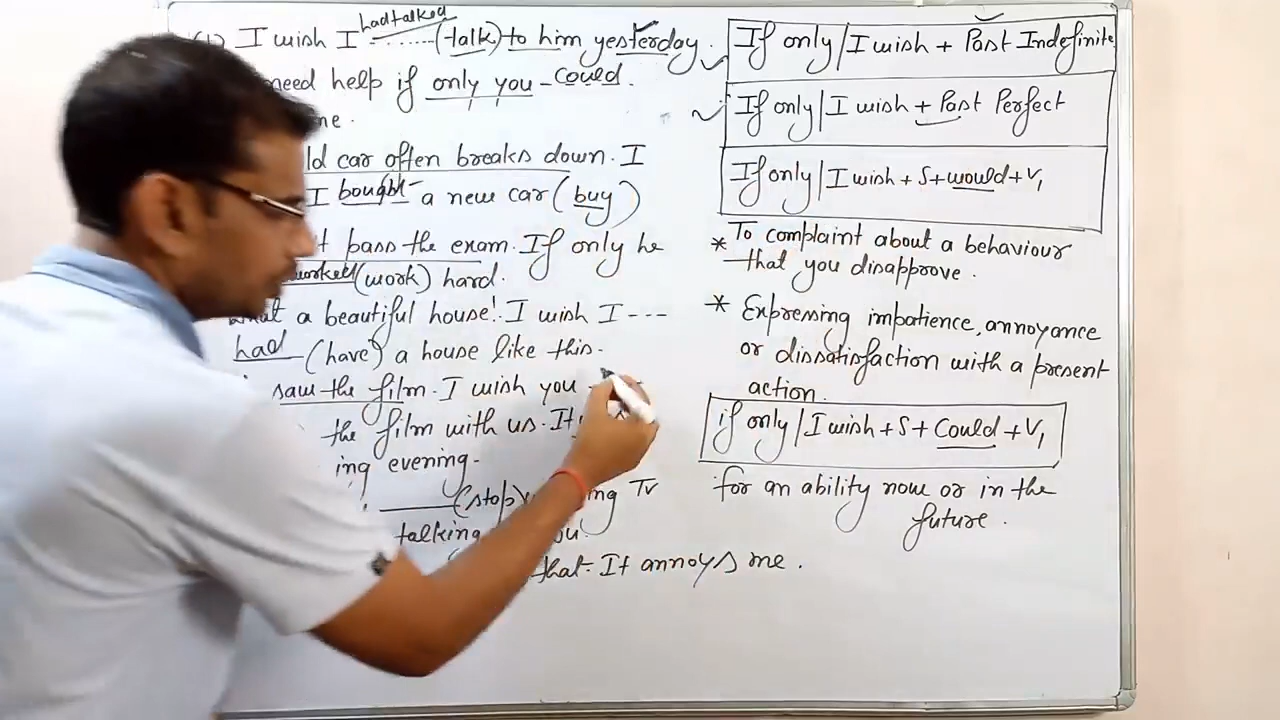 I wish I had talked (talk) to him yesterday.
need help if only you could.
me.
ld car often breaks down. I
I bought a new car (buy)
t pass the exam. If only he
worked (work) hard.
a beautiful house! I wish I ---
had (have) a house like this.
saw the film. I wish you
the film with us. It
ing evening.
(stop) ing TV
talking you.
that. It annoys me.
If only/I wish + Past Indefinite
If only/I wish + Past Perfect
If only/I wish + S + would + V1
* To complaint about a behaviour
that you disapprove.
* Expressing impatience, annoyance
or dissatisfaction with a present
action.
if only/I wish + S + Could + V1
for an ability now or in the
future.